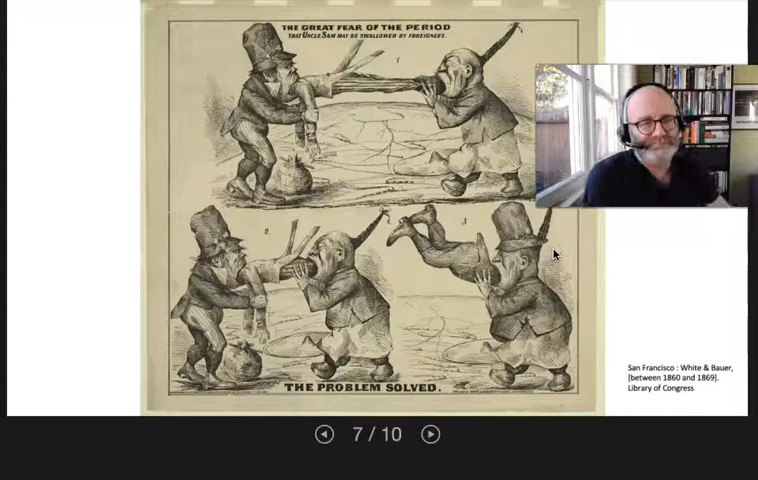 THE GREAT FEAR OF THE PERIOD
THAT UNCLE SAM MAY BE SWALLOWED BY FOREIGNERS.
1
2
3
THE PROBLEM SOLVED.
San Francisco : White & Bauer,
[between 1860 and 1869].
Library of Congress
7 / 10